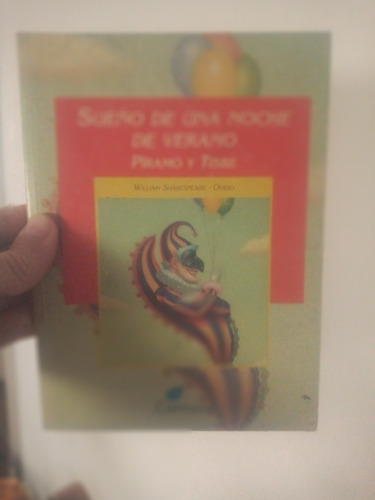 SUEÑO DE UNA NOCHE
DE VERANO
PÍRAMO Y TISBE
WILLIAM SHAKESPEARE - OVIDIO